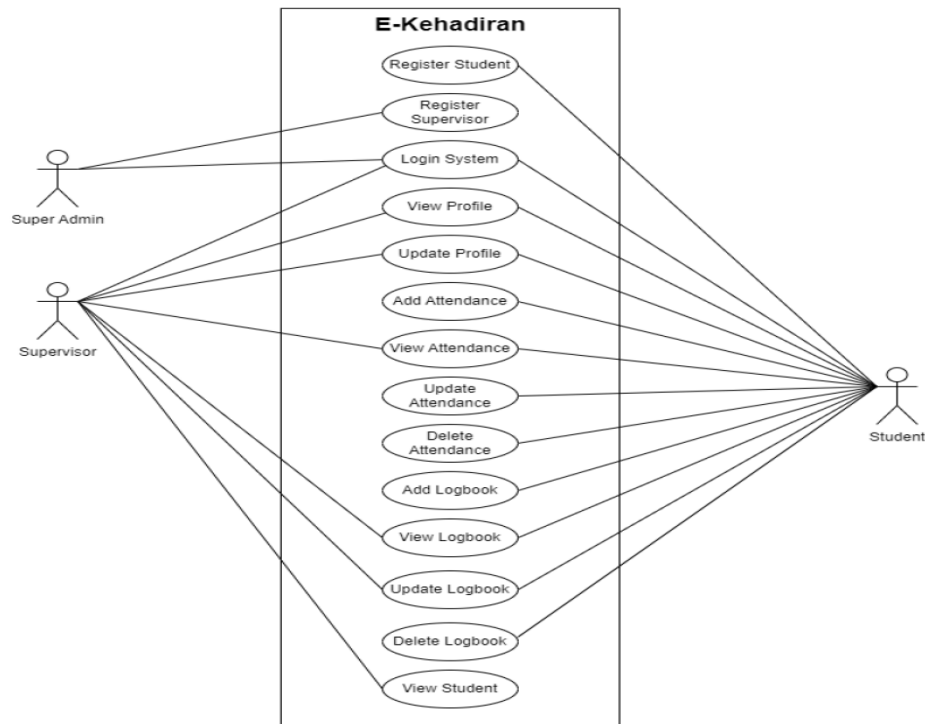 E-Kehadiran
Register Student
Register
Supervisor
Login System
Super Admin
View Profile
Update Profile
Supervisor
Add Attendance
View Attendance
Update
Attendance
Student
Delete
Attendance
Add Logbook
View Logbook
Update Logbook
Delete Logbook
View Student